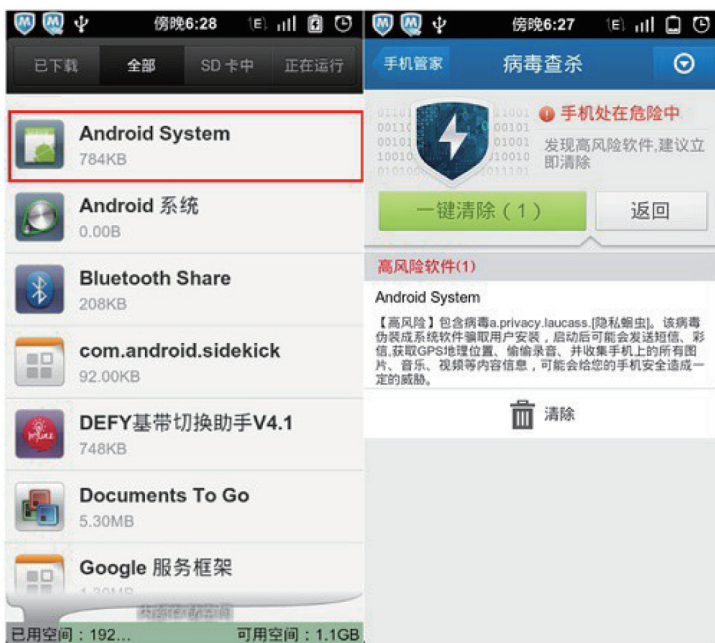 傍晚6:28
已下载 全部 SD 卡中 正在运行
Android System
784KB
Android 系统
0.00B
Bluetooth Share
208KB
com.android.sidekick
92.00KB
DEFY基带切换助手V4.1
748KB
Documents To Go
5.30MB
Google 服务框架
已用空间：192...
可用空间：1.1GB
傍晚6:27
手机管家
病毒查杀
手机处在危险中
发现高风险软件,建议立
即清除
一键清除（1）
返回
高风险软件(1)
Android System
【高风险】包含病毒a.privacy.laucass.[隐私蛔虫]。该病毒
伪装成系统软件骗取用户安装，启动后可能会发送短信、彩
信,获取GPS地理位置、偷偷录音、并收集手机上的所有图
片、音乐、视频等内容信息，可能会给您的手机安全造成一
定的威胁。
清除